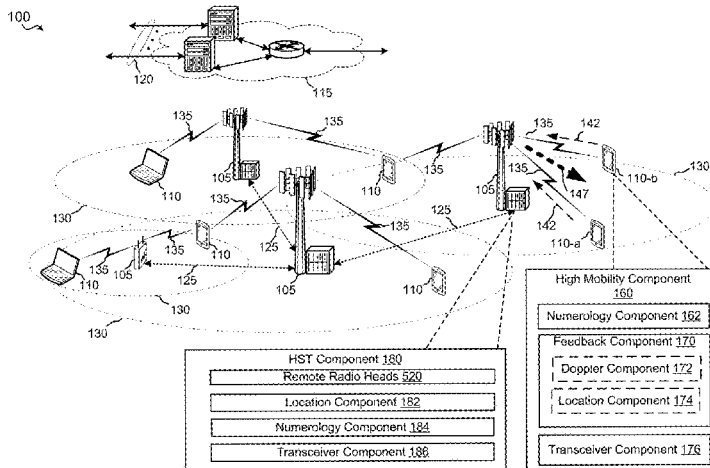 100
120
115
135
135
105
110
110
135
130
135
142
135
105
147
142
110-b
130
110-a
125
135
135
110
125
105
135
110
105
125
110
130
130
110
High Mobility Component
160
Numerology Component 162
Feedback Component 170
Doppler Component 172
Location Component 174
Transceiver Component 176
HST Component 180
Remote Radio Heads 520
Location Component 182
Numerology Component 184
Transceiver Component 186